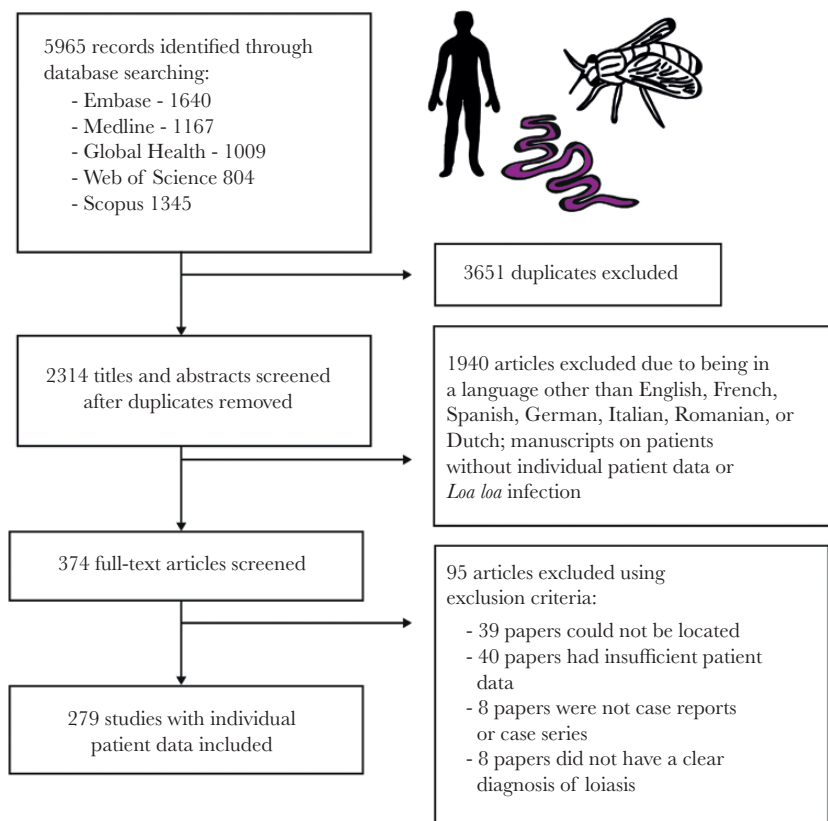 5965 records identified through
database searching:
- Embase - 1640
- Medline - 1167
- Global Health - 1009
- Web of Science 804
- Scopus 1345
3651 duplicates excluded
2314 titles and abstracts screened
after duplicates removed
1940 articles excluded due to being in
a language other than English, French,
Spanish, German, Italian, Romanian, or
Dutch; manuscripts on patients
without individual patient data or
Loa loa infection
374 full-text articles screened
95 articles excluded using
exclusion criteria:
- 39 papers could not be located
- 40 papers had insufficient patient
data
- 8 papers were not case reports
or case series
- 8 papers did not have a clear
diagnosis of loiasis
279 studies with individual
patient data included